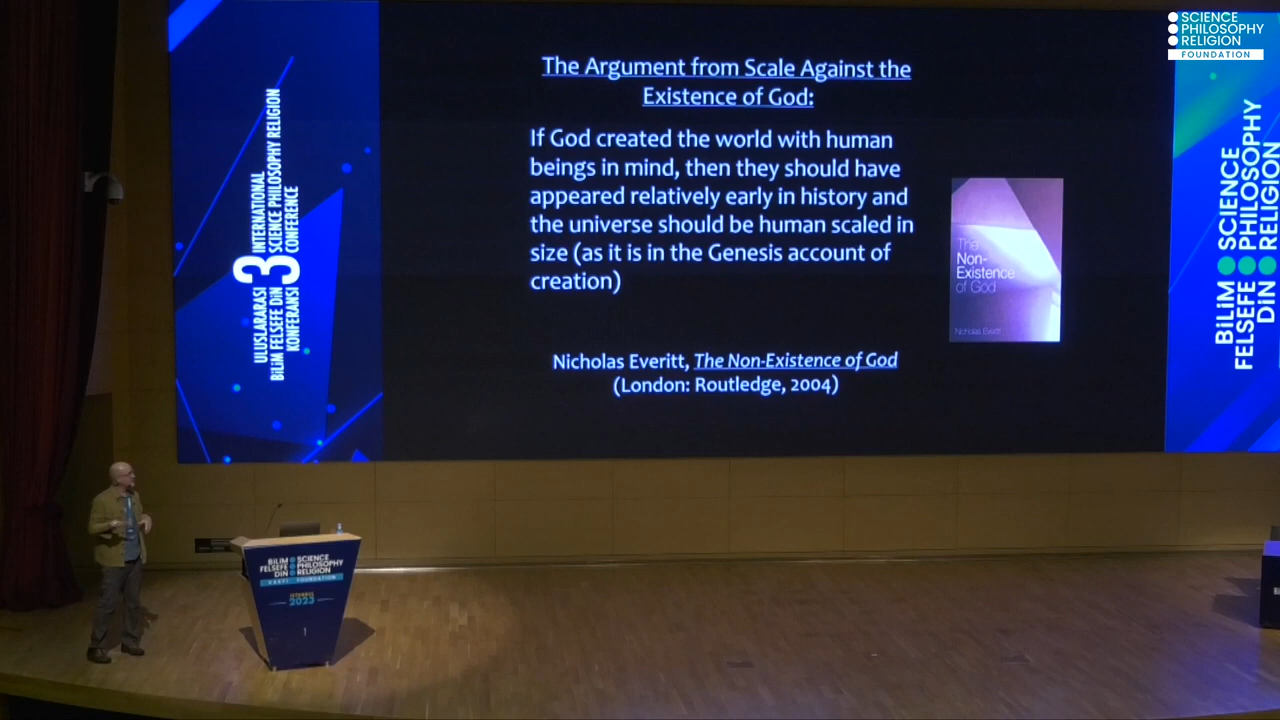 SCIENCE
PHILOSOPHY
RELIGION
FOUNDATION
The Argument from Scale Against the
Existence of God:
If God created the world with human
beings in mind, then they should have
appeared relatively early in history and
the universe should be human scaled in
size (as it is in the Genesis account of
creation)
Nicholas Everitt, The Non-Existence of God
(London: Routledge, 2004)
The
Non-
Existence
of God
Nicholas Everitt
ULUSLARARASI
BİLİM FELSEFE DİN
KONFERANSI
3
INTERNATIONAL
SCIENCE PHILOSOPHY RELIGION
CONFERENCE
BİLİM SCIENCE
FELSEFE PHILOSOPHY
DİN RELIGION
BİLİM SCIENCE
FELSEFE PHILOSOPHY
DİN RELIGION
VAKFI FOUNDATION
ISTANBUL
2023